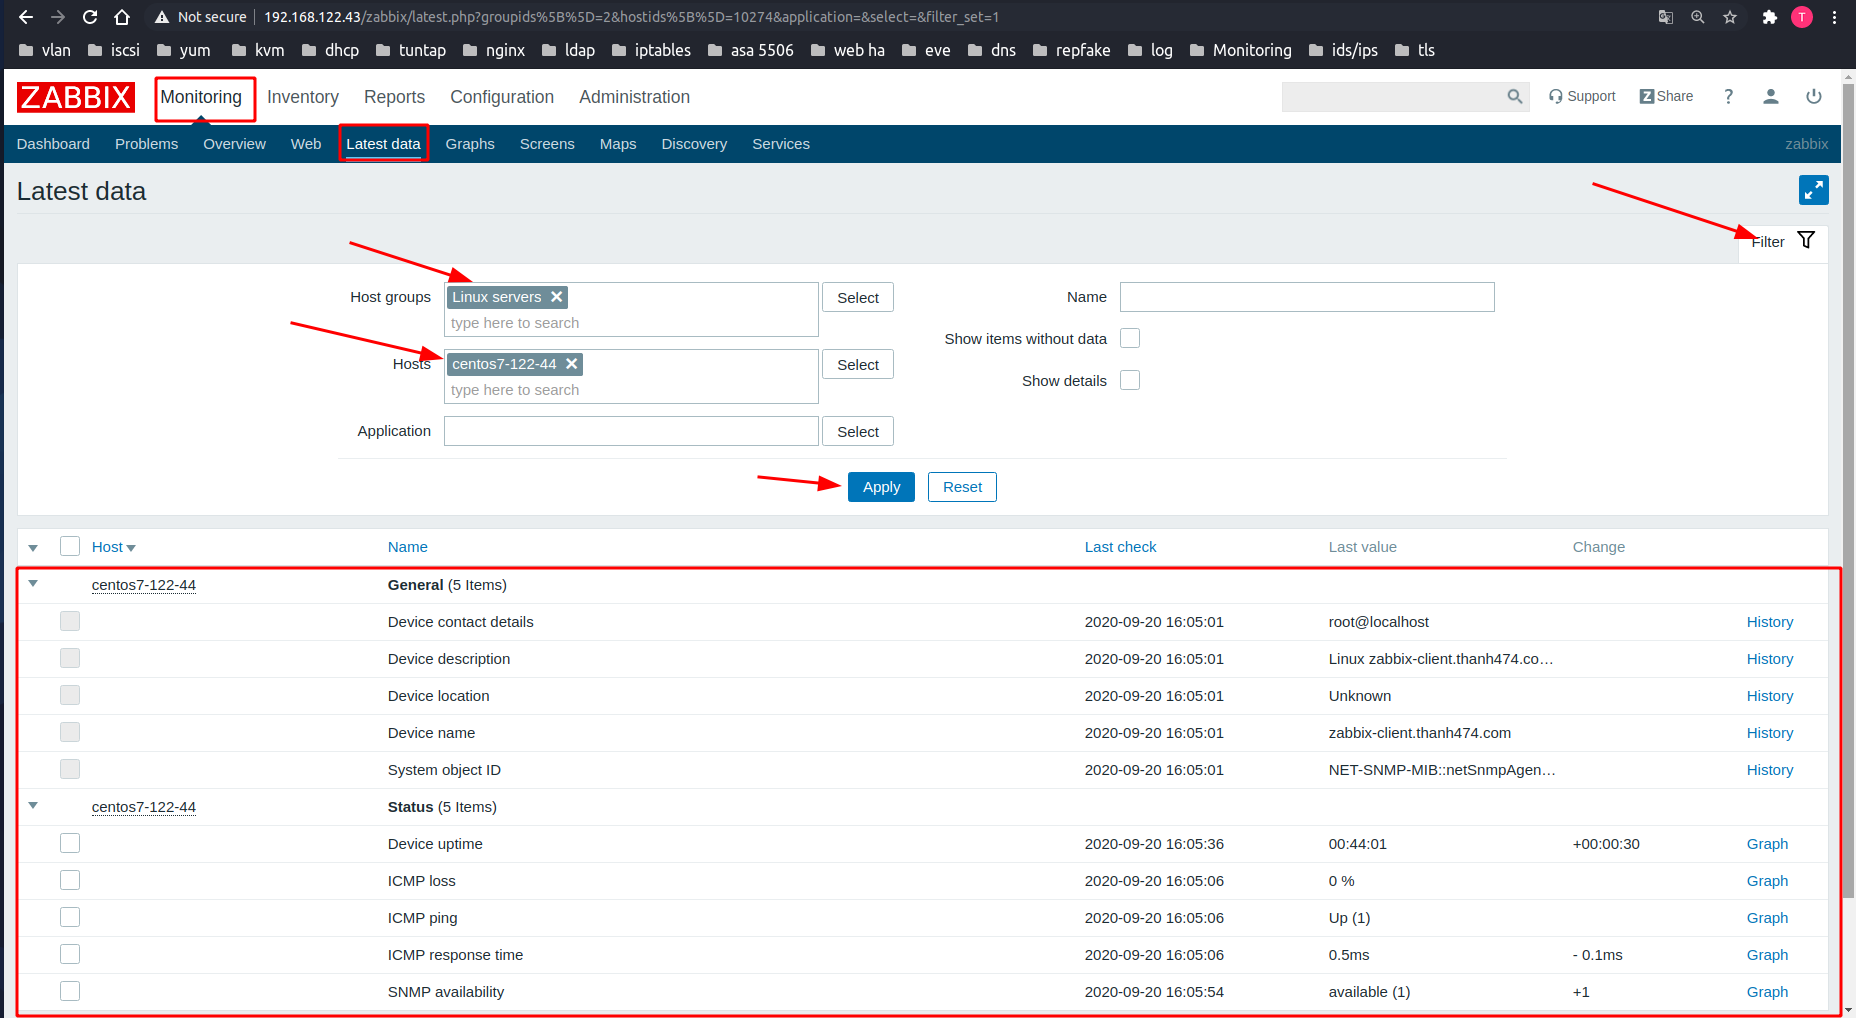 Not secure 192.168.122.43/zabbix/latest.php?groupids%5B%5D=2&hostids%5B%5D=10274&application=&select=&filter_set=1 T
vlan iscsi yum kvm dhcp tuntap nginx ldap iptables asa 5506 web ha eve dns repfake log Monitoring ids/ips tls
ZABBIX Monitoring Inventory Reports Configuration Administration Support Z Share ?
Dashboard Problems Overview Web Latest data Graphs Screens Maps Discovery Services zabbix
Latest data
Filter
Host groups Linux servers Select Name
type here to search
Show items without data
Hosts centos7-122-44 Select
type here to search
Show details
Application Select
Apply Reset
Host Name Last check Last value Change
centos7-122-44 General (5 Items)
Device contact details 2020-09-20 16:05:01 root@localhost History
Device description 2020-09-20 16:05:01 Linux zabbix-client.thanh474.co… History
Device location 2020-09-20 16:05:01 Unknown History
Device name 2020-09-20 16:05:01 zabbix-client.thanh474.com History
System object ID 2020-09-20 16:05:01 NET-SNMP-MIB::netSnmpAgen… History
centos7-122-44 Status (5 Items)
Device uptime 2020-09-20 16:05:36 00:44:01 +00:00:30 Graph
ICMP loss 2020-09-20 16:05:06 0 % Graph
ICMP ping 2020-09-20 16:05:06 Up (1) Graph
ICMP response time 2020-09-20 16:05:06 0.5ms - 0.1ms Graph
SNMP availability 2020-09-20 16:05:54 available (1) +1 Graph